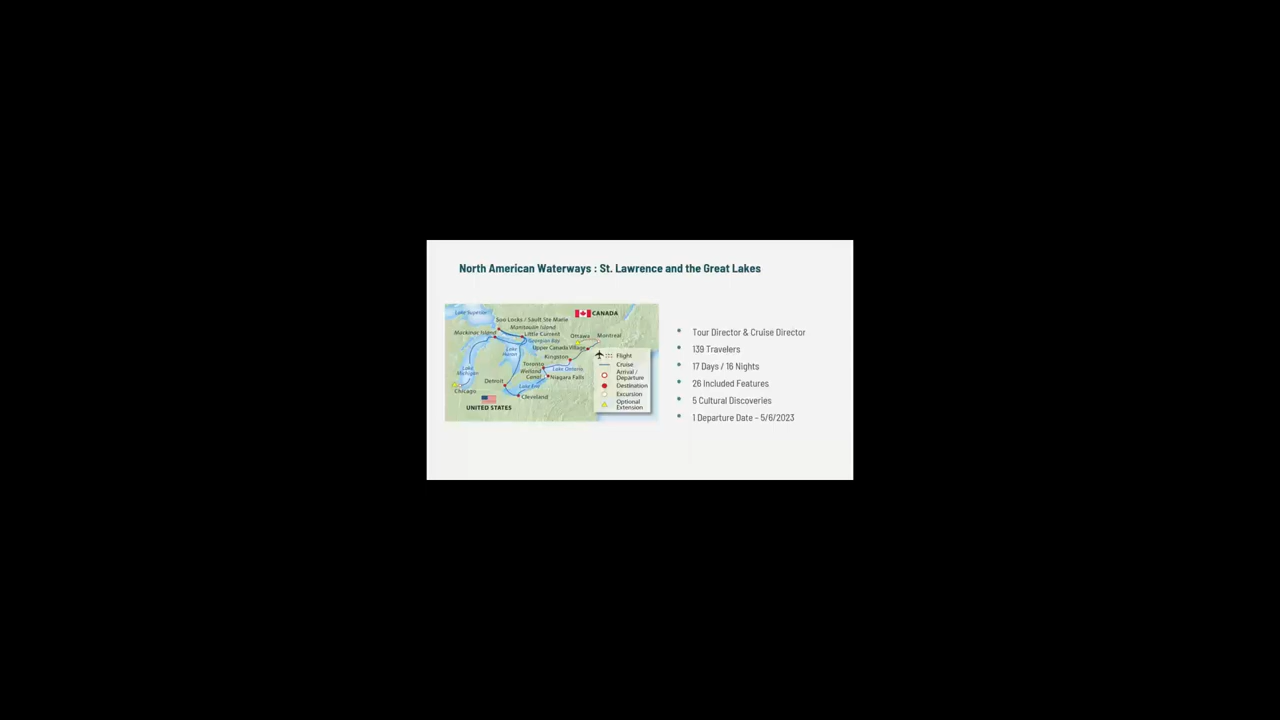 North American Waterways : St. Lawrence and the Great Lakes
Lake Superior
CANADA
Soo Locks / Sault Ste Marie
Manitoulin Island
Mackinac Island
Little Current
Georgian Bay
Ottawa
Montreal
Upper Canada Village
Lake Huron
Kingston
Toronto
Lake Ontario
Welland Canal
Niagara Falls
Lake Michigan
Detroit
Lake Erie
Chicago
Cleveland
UNITED STATES
Flight
Cruise
Arrival /
Departure
Destination
Excursion
Optional
Extension
• Tour Director & Cruise Director
• 139 Travelers
• 17 Days / 16 Nights
• 26 Included Features
• 5 Cultural Discoveries
• 1 Departure Date – 5/6/2023